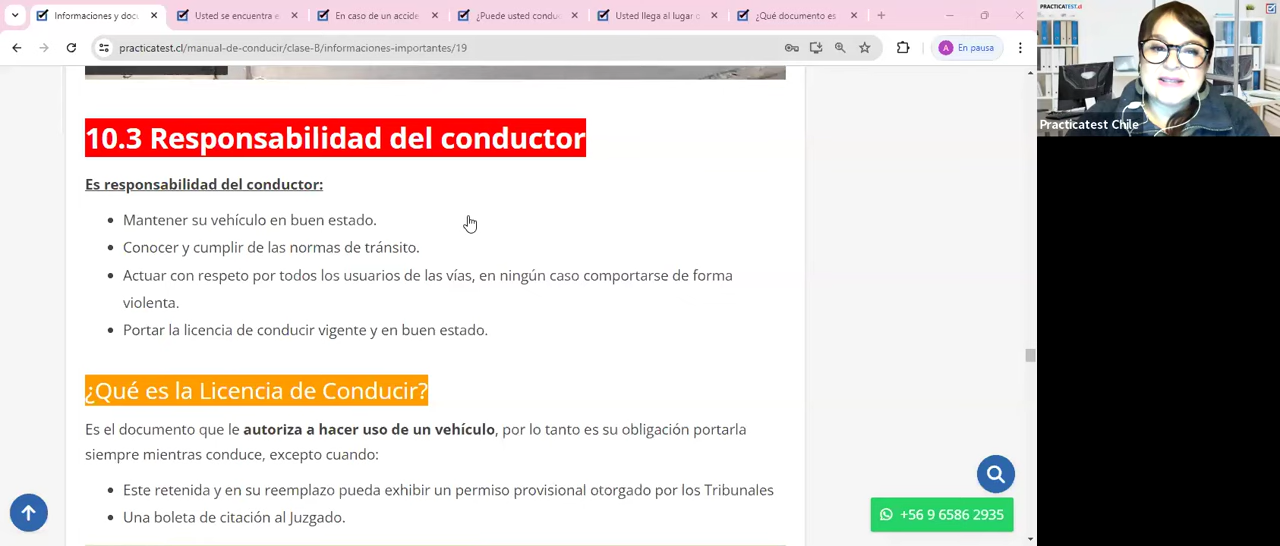 Informaciones y docu
Usted se encuentra e
En caso de un accide
¿Puede usted condu
Usted llega al lugar d
¿Qué documento es
practicatest.cl/manual-de-conducir/clase-B/informaciones-importantes/19
A
En pausa
PRACTICATEST.cl
Practicatest Chile
10.3 Responsabilidad del conductor
Es responsabilidad del conductor:
Mantener su vehículo en buen estado.
Conocer y cumplir de las normas de tránsito.
Actuar con respeto por todos los usuarios de las vías, en ningún caso comportarse de forma
violenta.
Portar la licencia de conducir vigente y en buen estado.
¿Qué es la Licencia de Conducir?
Es el documento que le autoriza a hacer uso de un vehículo, por lo tanto es su obligación portarla
siempre mientras conduce, excepto cuando:
Este retenida y en su reemplazo pueda exhibir un permiso provisional otorgado por los Tribunales
Una boleta de citación al Juzgado.
+56 9 6586 2935